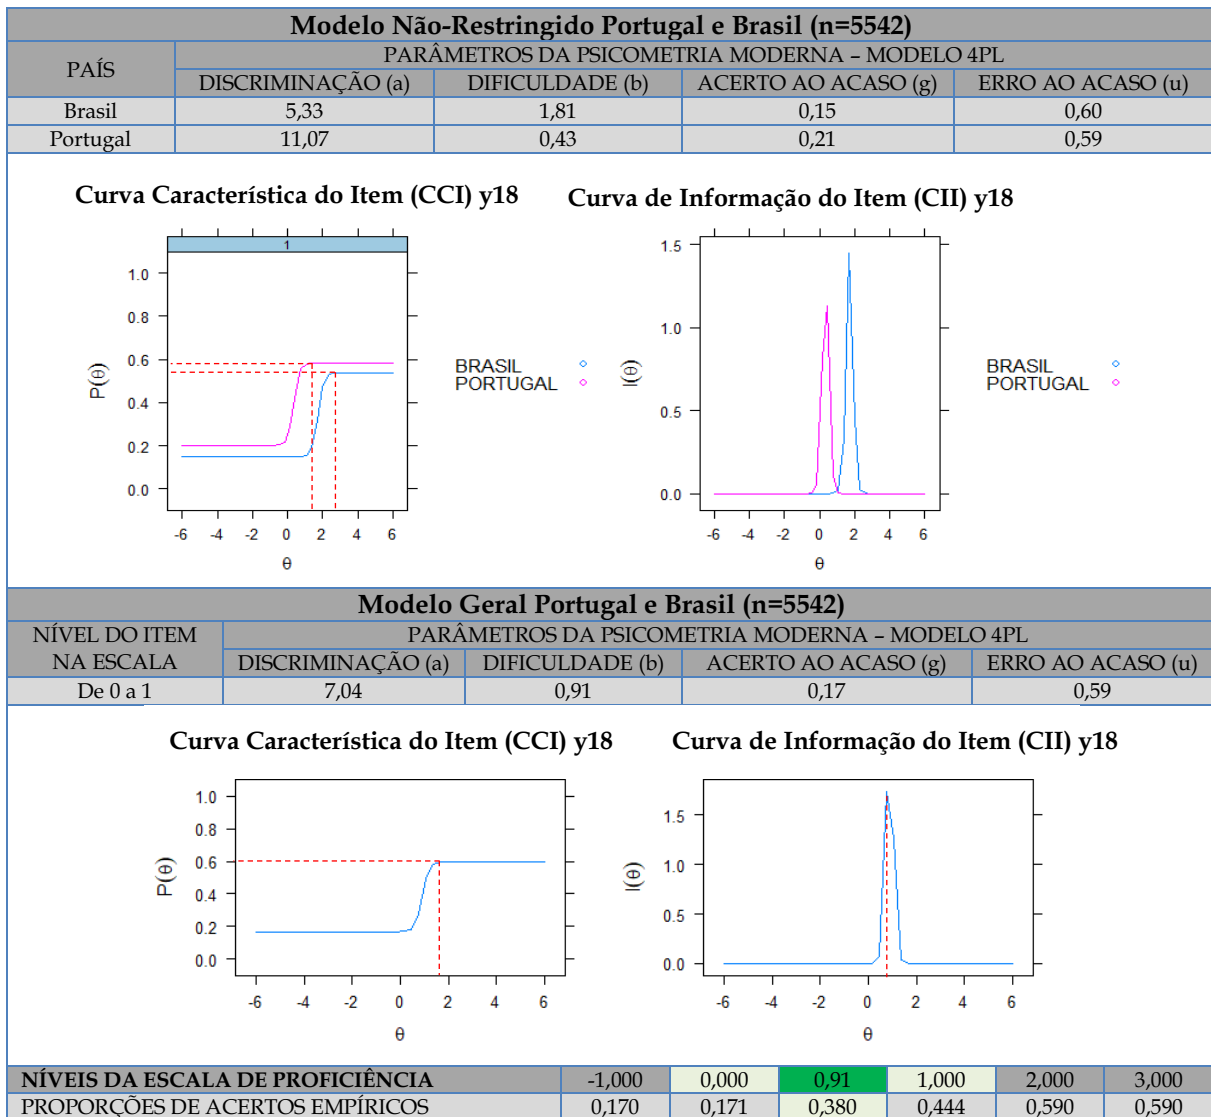 Modelo Não-Restringido Portugal e Brasil (n=5542)
PAÍS
PARÂMETROS DA PSICOMETRIA MODERNA – MODELO 4PL
DISCRIMINAÇÃO (a) DIFICULDADE (b) ACERTO AO ACASO (g) ERRO AO ACASO (u)
Brasil 5,33 1,81 0,15 0,60
Portugal 11,07 0,43 0,21 0,59
Curva Característica do Item (CCI) y18
1
1.0
0.8
0.6
0.4
0.2
0.0
P(θ)
-6 -4 -2 0 2 4 6
θ
BRASIL
PORTUGAL
Curva de Informação do Item (CII) y18
1.5
1.0
0.5
0.0
I(θ)
-6 -4 -2 0 2 4 6
θ
BRASIL
PORTUGAL
Modelo Geral Portugal e Brasil (n=5542)
NÍVEL DO ITEM
NA ESCALA
PARÂMETROS DA PSICOMETRIA MODERNA – MODELO 4PL
DISCRIMINAÇÃO (a) DIFICULDADE (b) ACERTO AO ACASO (g) ERRO AO ACASO (u)
De 0 a 1 7,04 0,91 0,17 0,59
Curva Característica do Item (CCI) y18
1.0
0.8
0.6
0.4
0.2
0.0
P(θ)
-6 -4 -2 0 2 4 6
θ
Curva de Informação do Item (CII) y18
1.5
1.0
0.5
0.0
I(θ)
-6 -4 -2 0 2 4 6
θ
NÍVEIS DA ESCALA DE PROFICIÊNCIA -1,000 0,000 0,91 1,000 2,000 3,000
PROPORÇÕES DE ACERTOS EMPÍRICOS 0,170 0,171 0,380 0,444 0,590 0,590